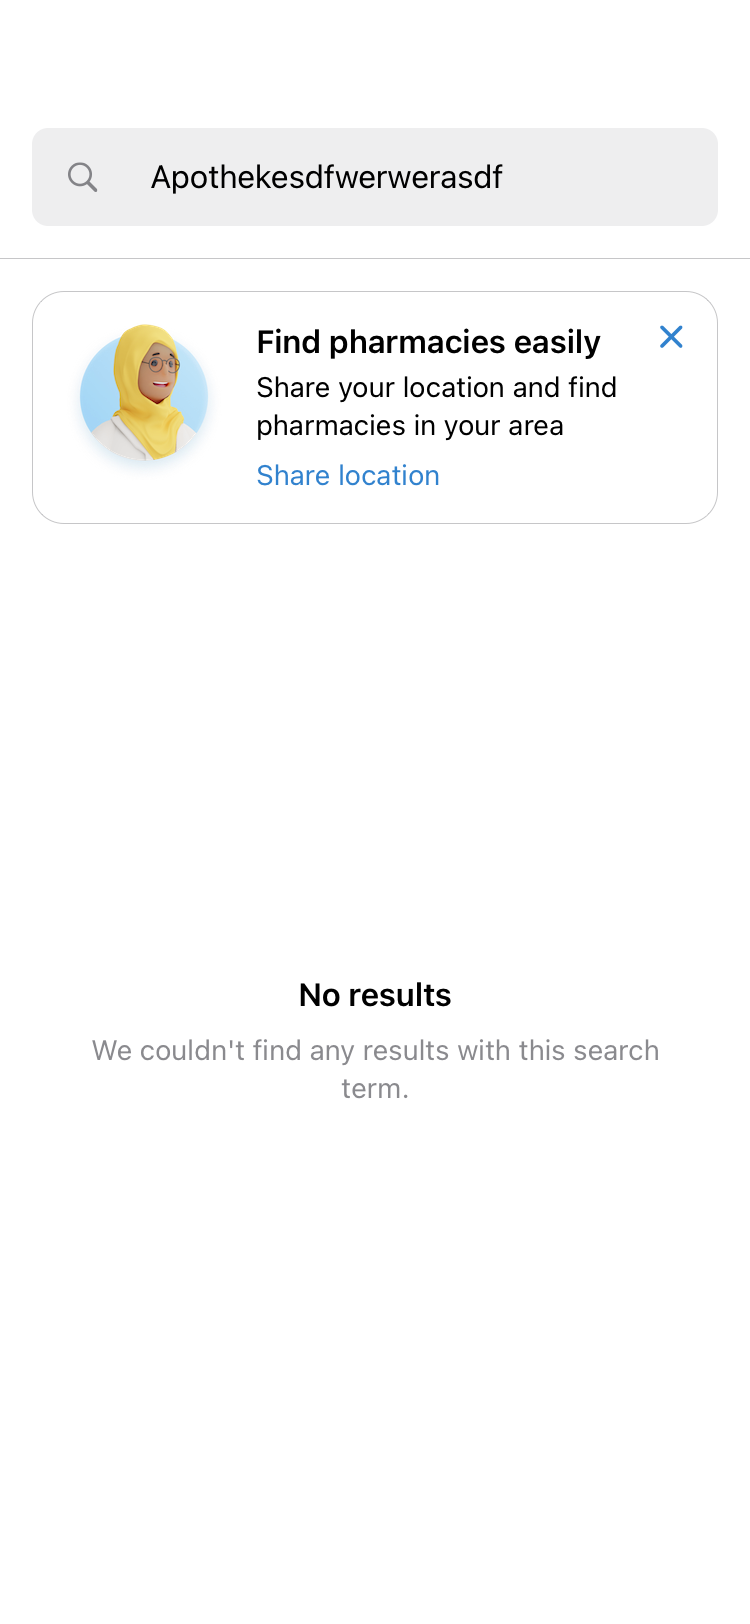 Apothekesdfwerwerasdf
Find pharmacies easily
Share your location and find
pharmacies in your area
Share location
No results
We couldn't find any results with this search
term.